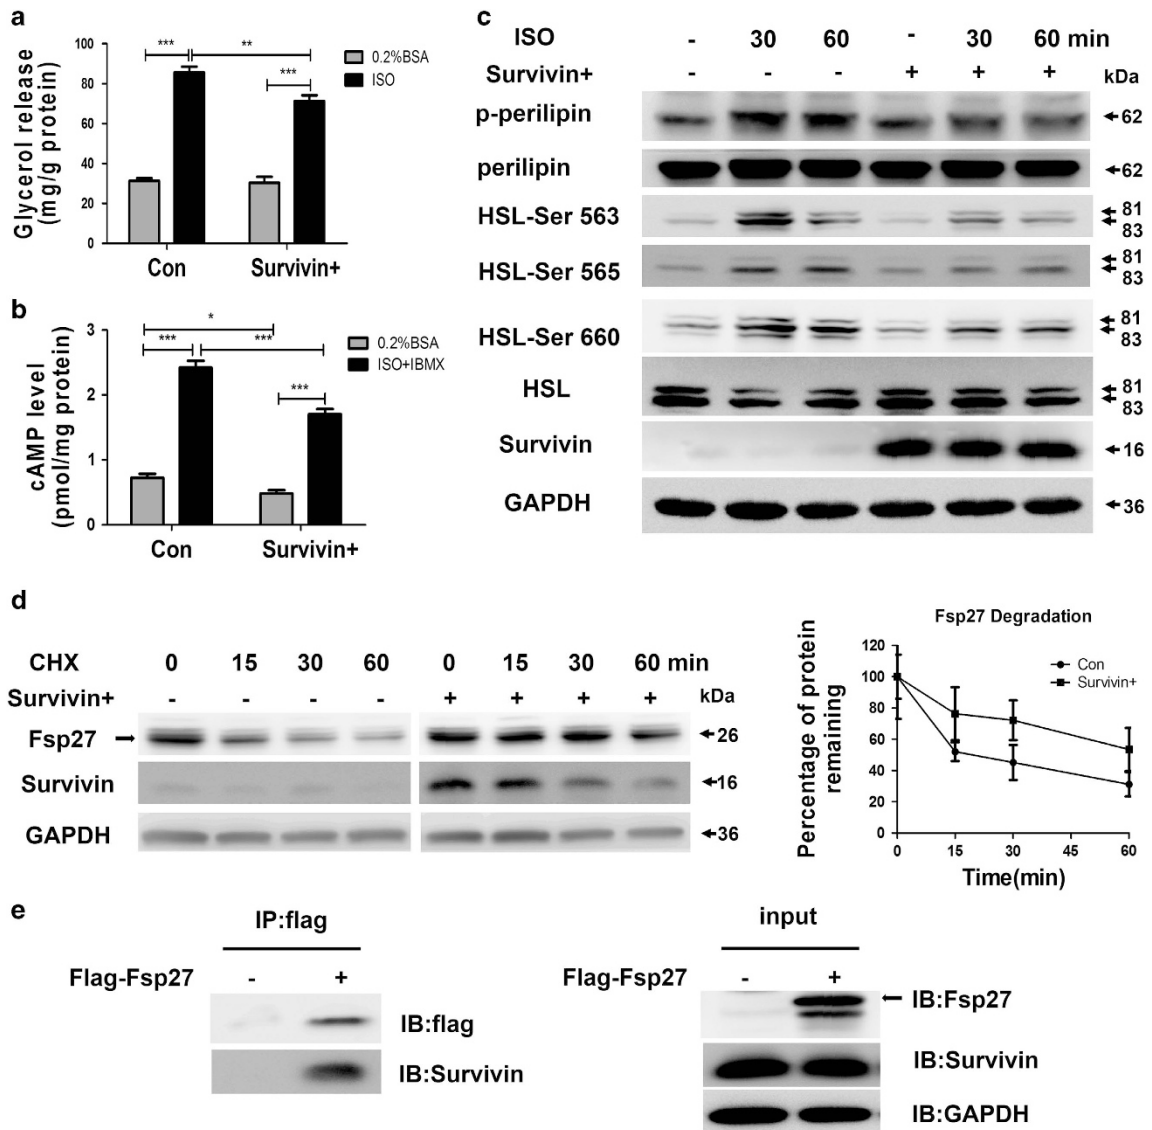 a
Glycerol release
(mg/g protein)
100
80
60
40
20
0
***
**
***
0.2%BSA
ISO
Con Survivin+
b
cAMP level
(pmol/mg protein)
3
2
1
0
*
***
***
***
0.2%BSA
ISO+IBMX
Con Survivin+
c
ISO - 30 60 - 30 60 min
Survivin+ - - - + + + kDa
p-perilipin 62
perilipin 62
HSL-Ser 563 81
83
HSL-Ser 565 81
83
HSL-Ser 660 81
83
HSL 81
83
Survivin 16
GAPDH 36
d
CHX 0 15 30 60 0 15 30 60 min
Survivin+ - - - - + + + + kDa
Fsp27 26
Survivin 16
GAPDH 36
Fsp27 Degradation
Percentage of protein
remaining
120
100
80
60
40
20
0
Con
Survivin+
0 15 30 45 60
Time(min)
e
IP:flag
Flag-Fsp27 - +
IB:flag
IB:Survivin
input
Flag-Fsp27 - +
IB:Fsp27
IB:Survivin
IB:GAPDH